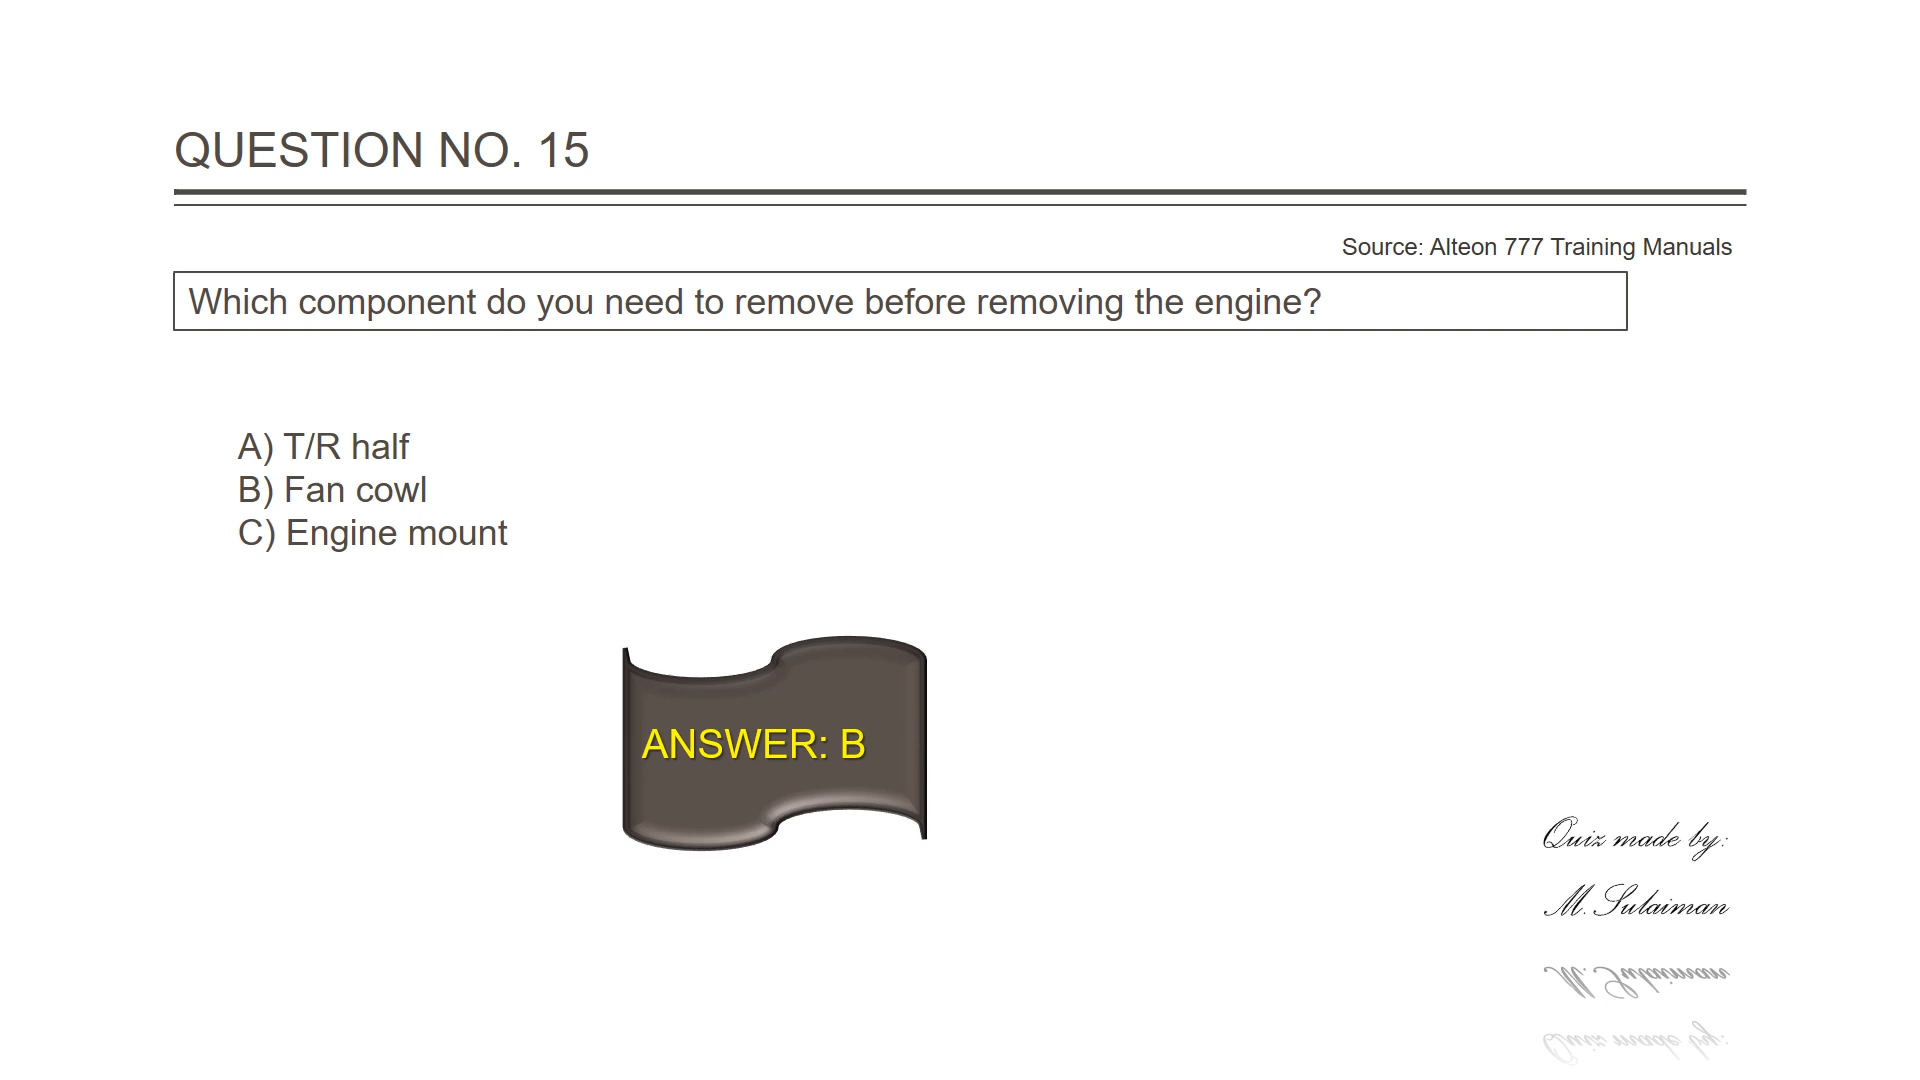 QUESTION NO. 15
Source: Alteon 777 Training Manuals
Which component do you need to remove before removing the engine?
A) T/R half
B) Fan cowl
C) Engine mount
ANSWER: B
Quiz made by:
M. Sulaiman